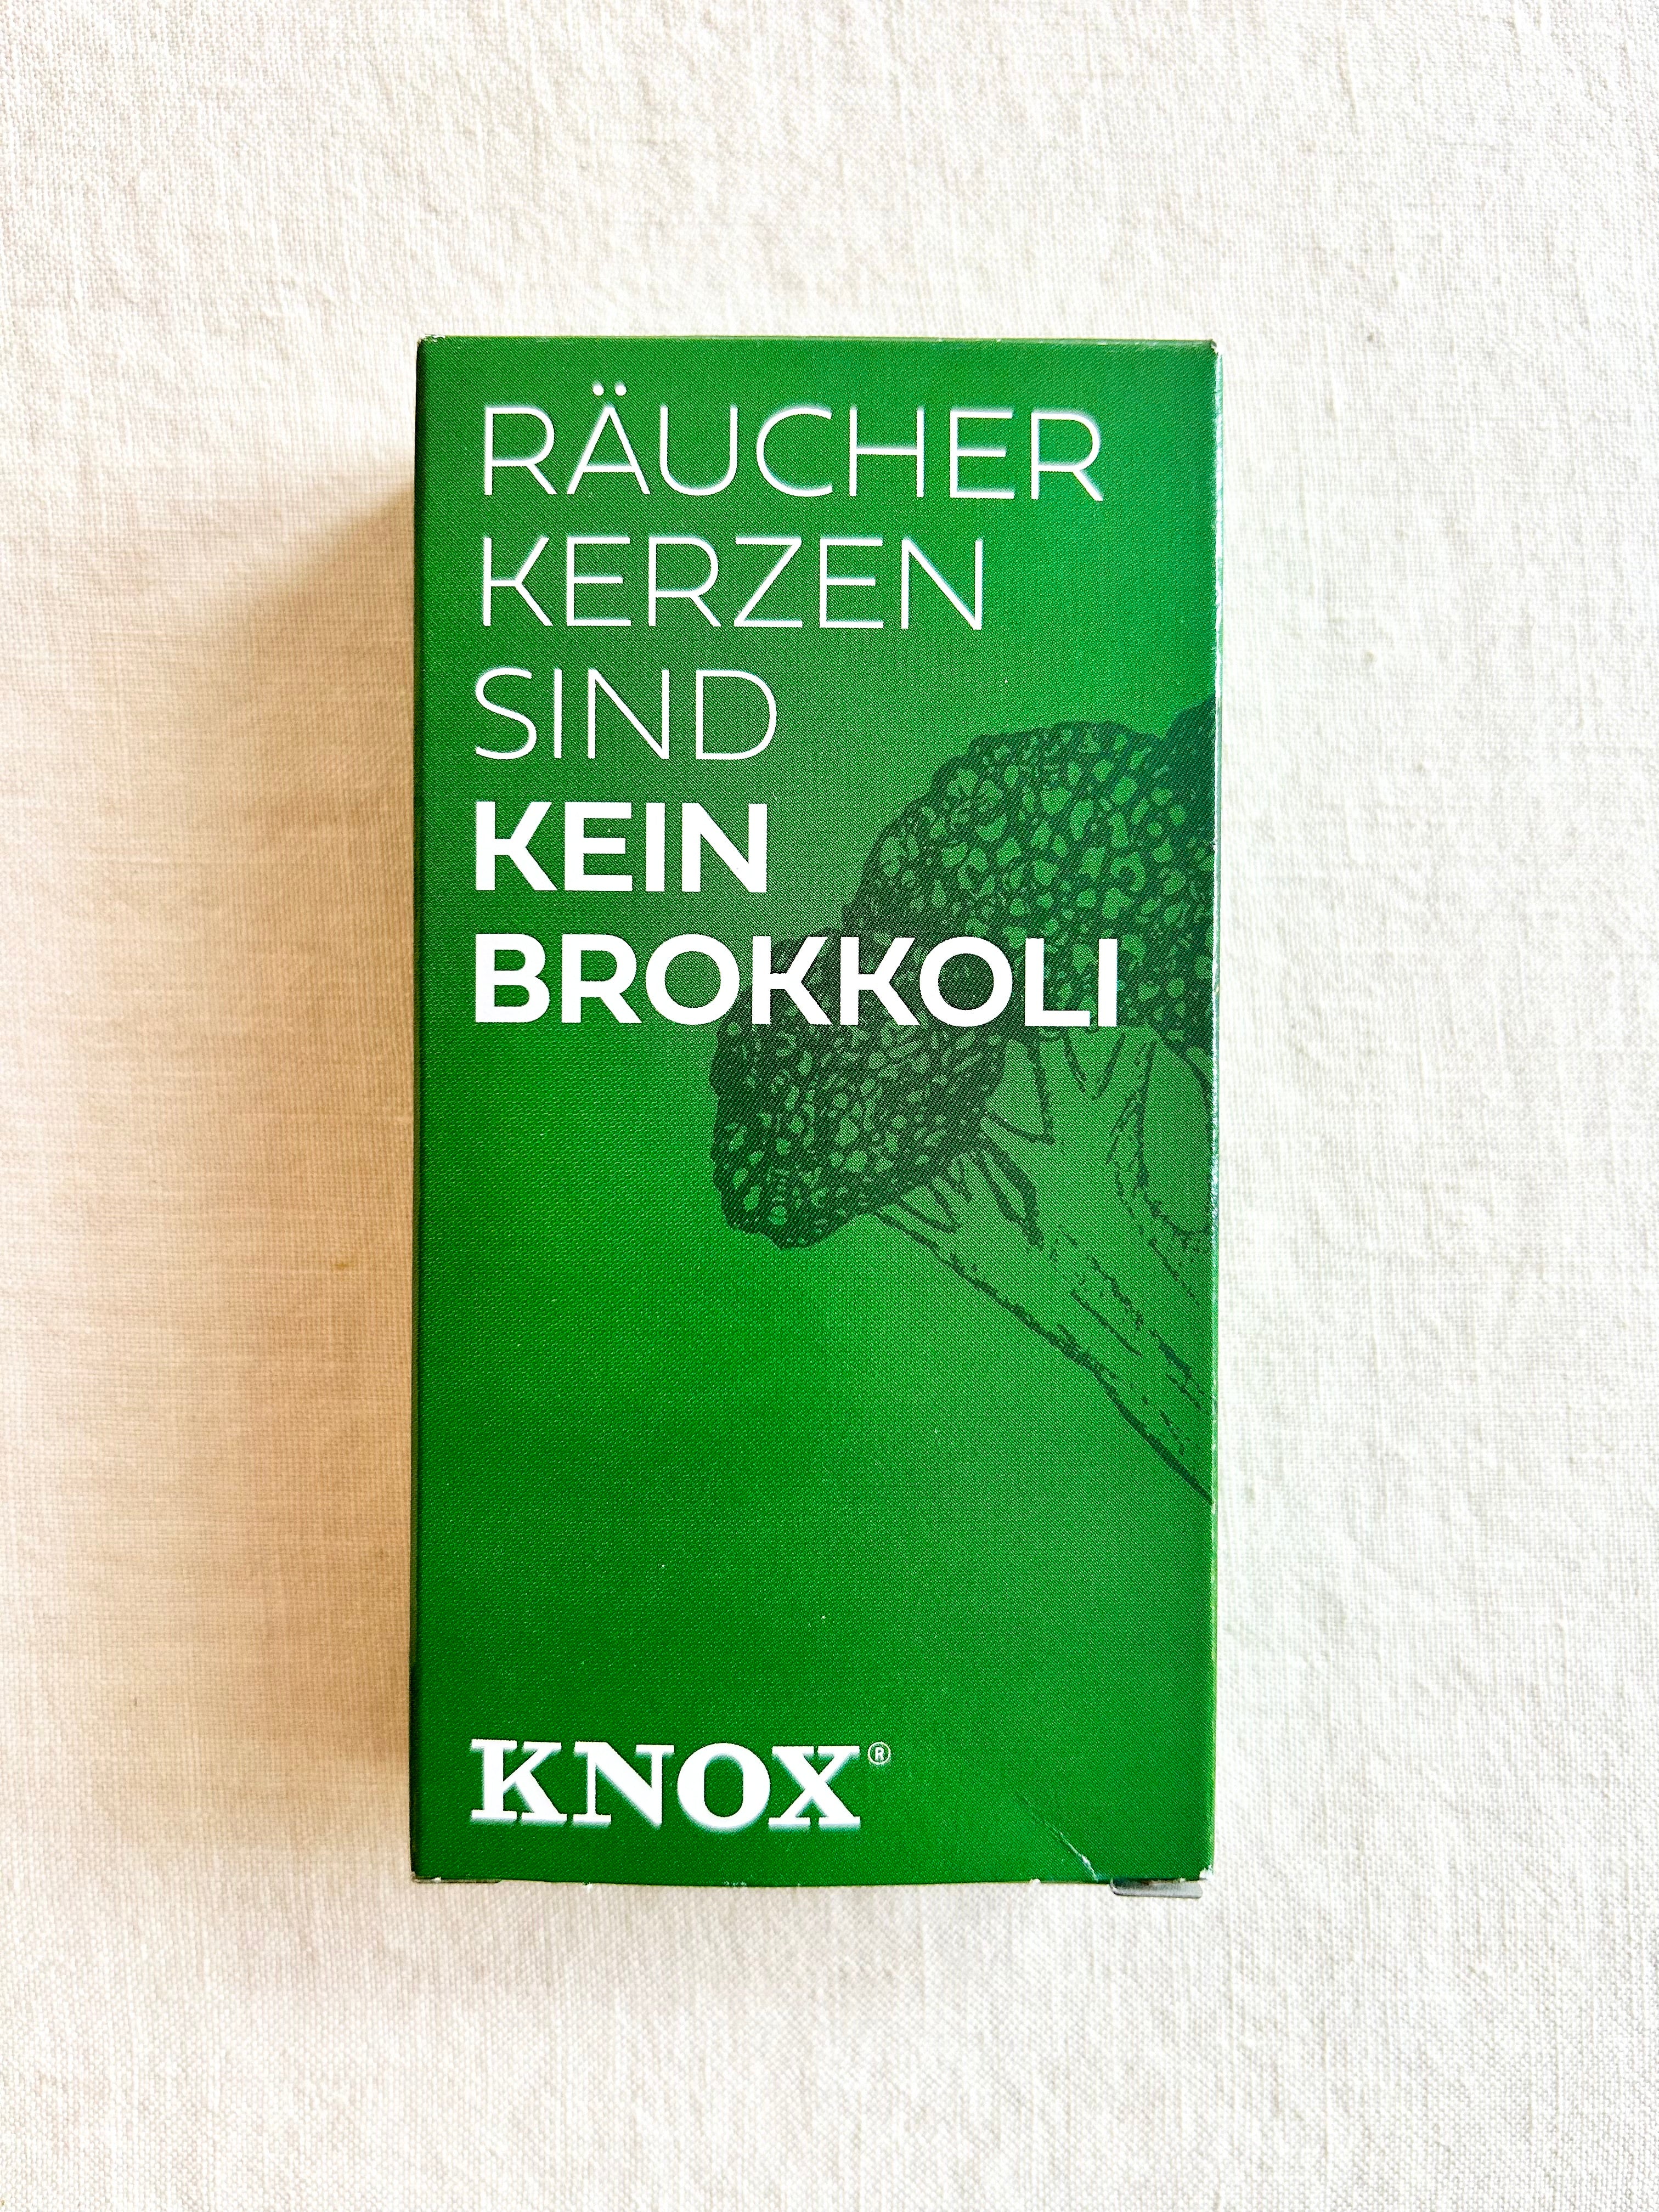 RÄUCHER
KERZEN
SIND
KEIN
BROKKOLI
KNOX®